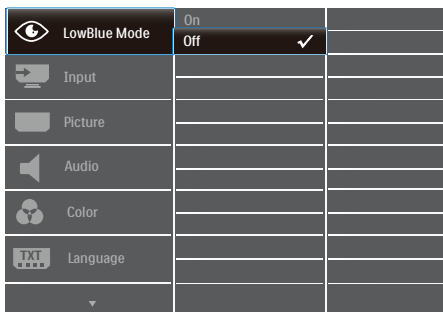 LowBlue Mode
On
Off
Input
Picture
Audio
Color
TXT
Language